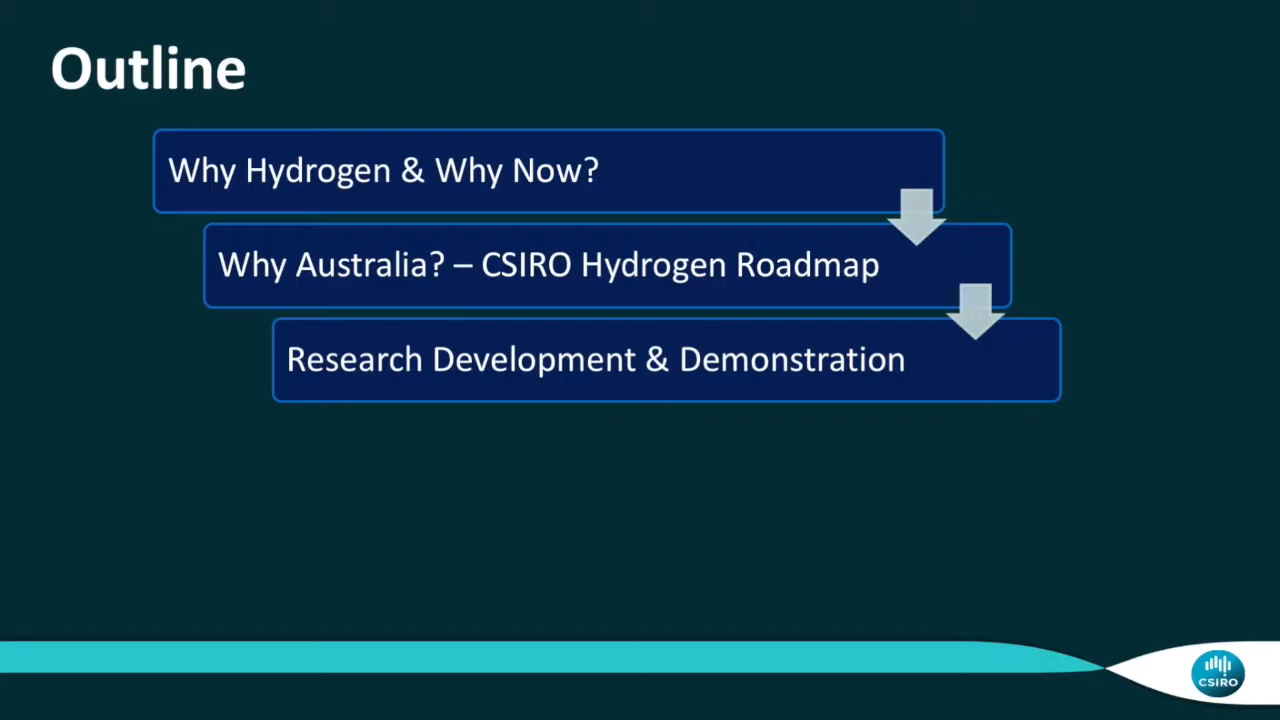 Outline
Why Hydrogen & Why Now?
Why Australia? – CSIRO Hydrogen Roadmap
Research Development & Demonstration
CSIRO